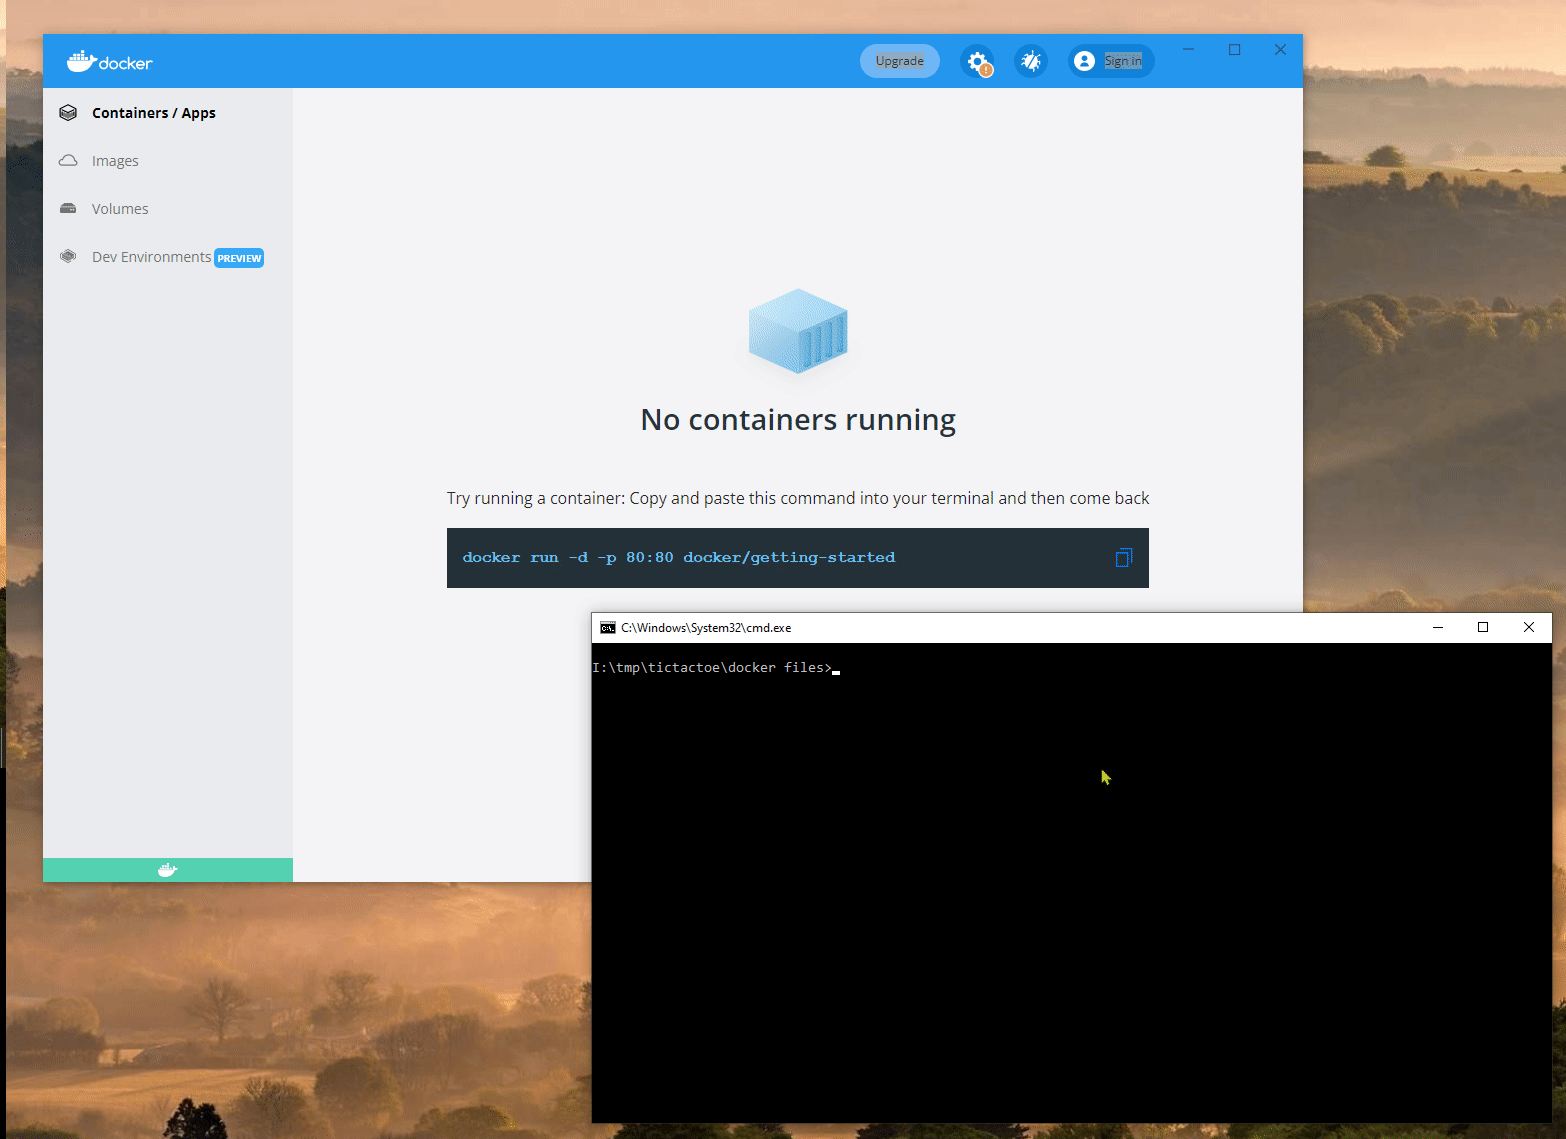 docker
Upgrade
!
Sign in
Containers / Apps
Images
Volumes
Dev Environments PREVIEW
No containers running
Try running a container: Copy and paste this command into your terminal and then come back
docker run -d -p 80:80 docker/getting-started
C:\Windows\System32\cmd.exe
I:\tmp\tictactoe\docker files>